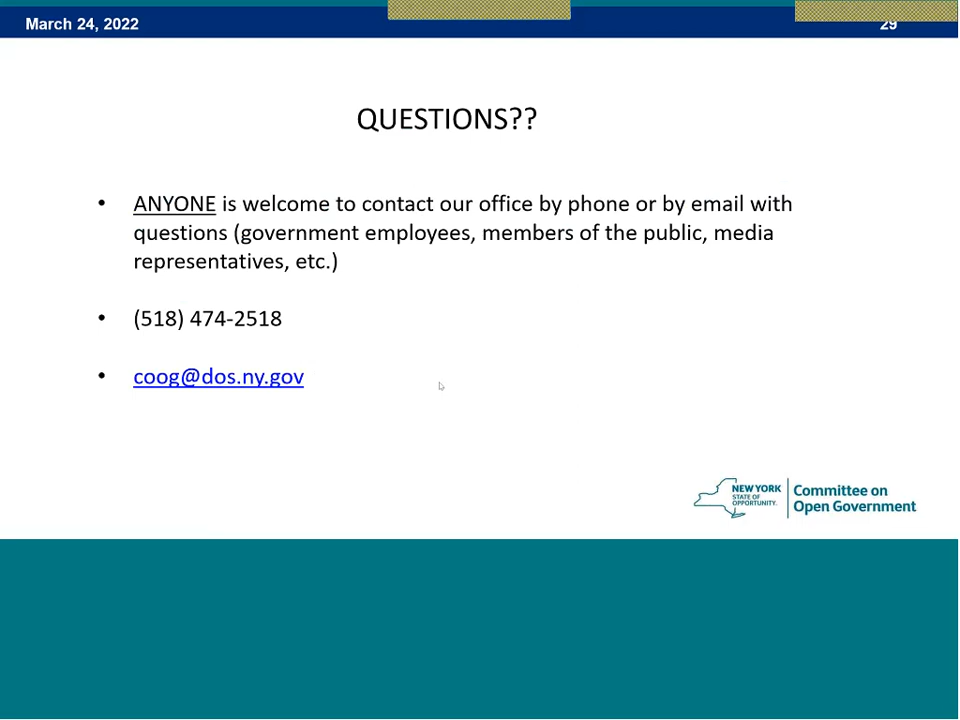 March 24, 2022
29
QUESTIONS??
• ANYONE is welcome to contact our office by phone or by email with
questions (government employees, members of the public, media
representatives, etc.)
• (518) 474-2518
• coog@dos.ny.gov
NEW YORK
STATE OF
OPPORTUNITY.
Committee on
Open Government